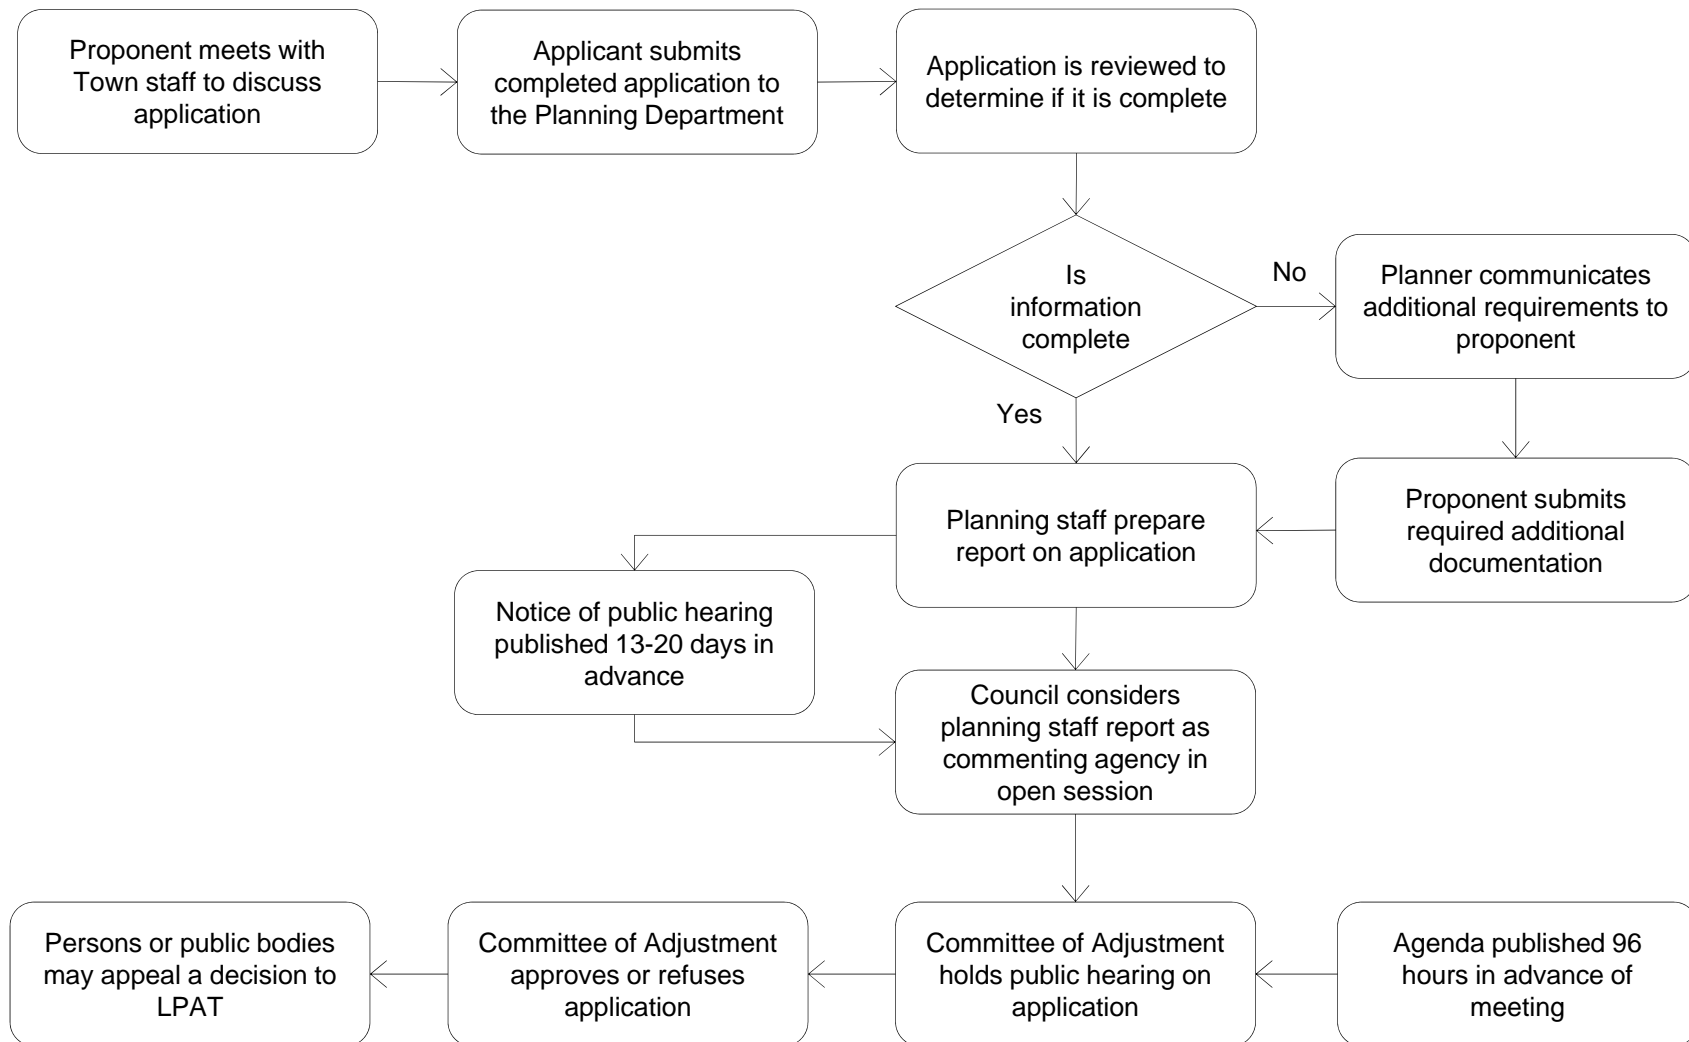 Proponent meets with
Town staff to discuss
application
Applicant submits
completed application to
the Planning Department
Application is reviewed to
determine if it is complete
Is
information
complete
No
Planner communicates
additional requirements to
proponent
Yes
Planning staff prepare
report on application
Proponent submits
required additional
documentation
Notice of public hearing
published 13-20 days in
advance
Council considers
planning staff report as
commenting agency in
open session
Persons or public bodies
may appeal a decision to
LPAT
Committee of Adjustment
approves or refuses
application
Committee of Adjustment
holds public hearing on
application
Agenda published 96
hours in advance of
meeting